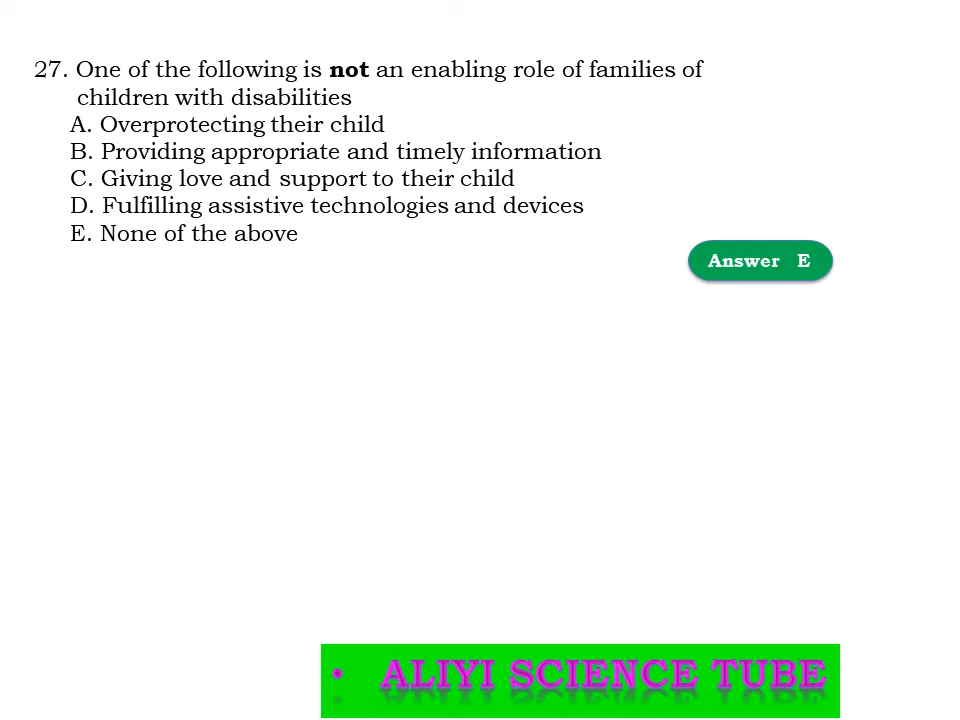 27. One of the following is not an enabling role of families of
children with disabilities
A. Overprotecting their child
B. Providing appropriate and timely information
C. Giving love and support to their child
D. Fulfilling assistive technologies and devices
E. None of the above
Answer E
• ALIYI SCIENCE TUBE